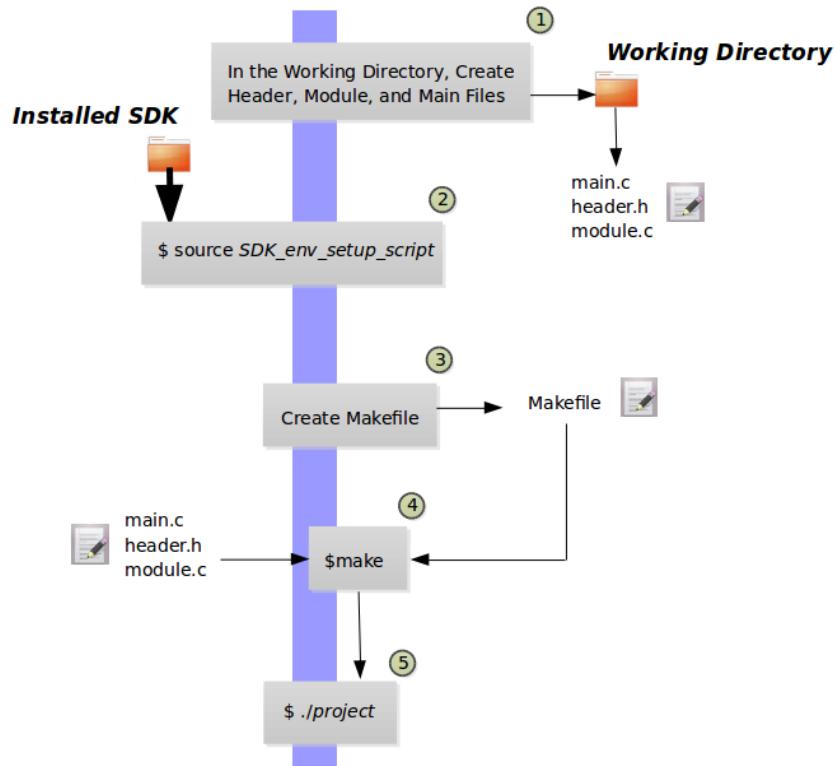 1
Working Directory
In the Working Directory, Create
Header, Module, and Main Files
Installed SDK
main.c
header.h
module.c
2
$ source SDK_env_setup_script
3
Create Makefile
Makefile
4
main.c
header.h
module.c
$make
5
$ ./project